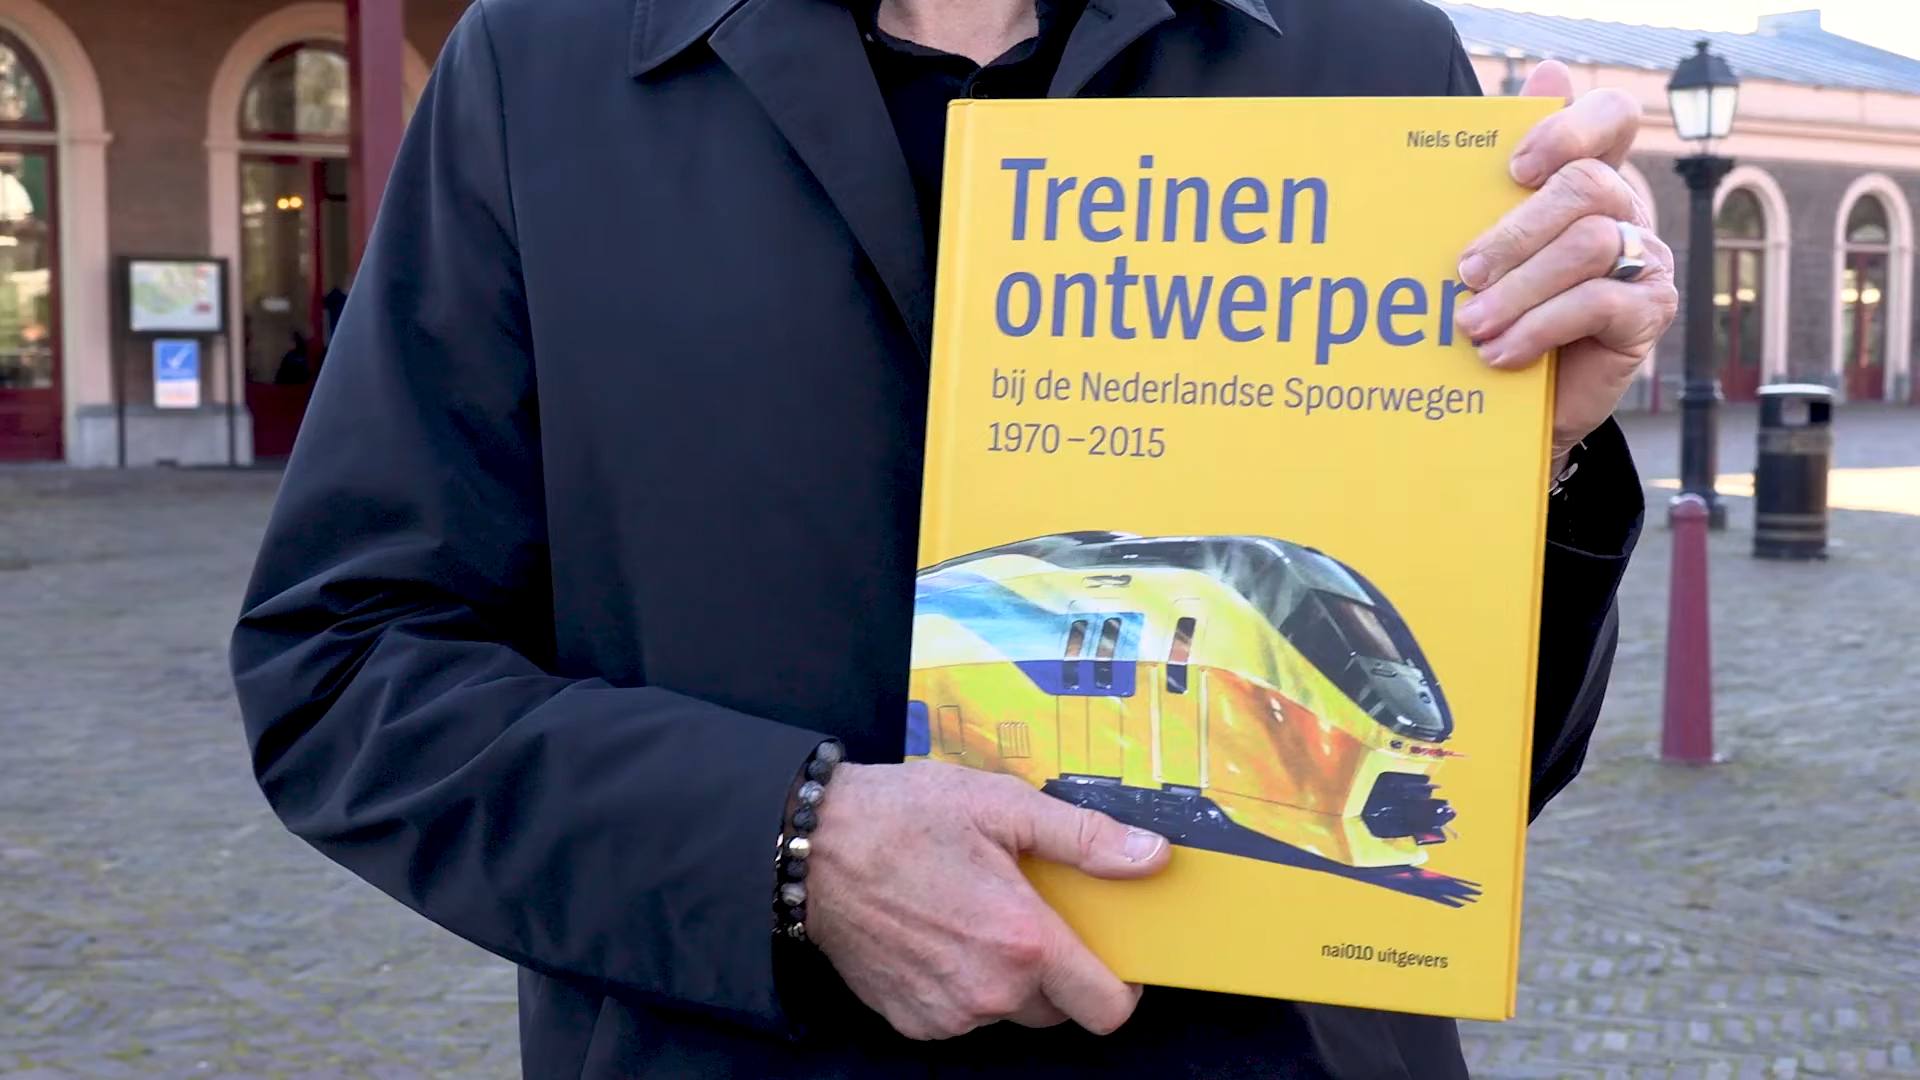 Niels Greif
Treinen
ontwerpen
bij de Nederlandse Spoorwegen
1970–2015
nai010 uitgevers